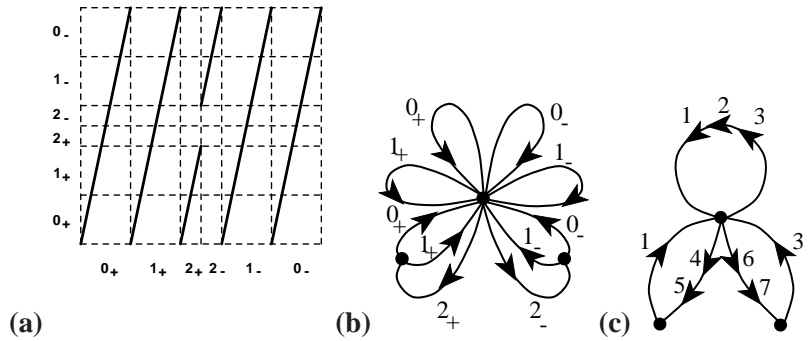 0-
1-
2-
2+
1+
0+
0+ 1+ 2+ 2- 1- 0-
(a)
0+ 0-
1+ 1-
0+ 1+ 1- 0-
2+ 2-
(b)
1 2 3
1 4 6 3
5 7
(c)